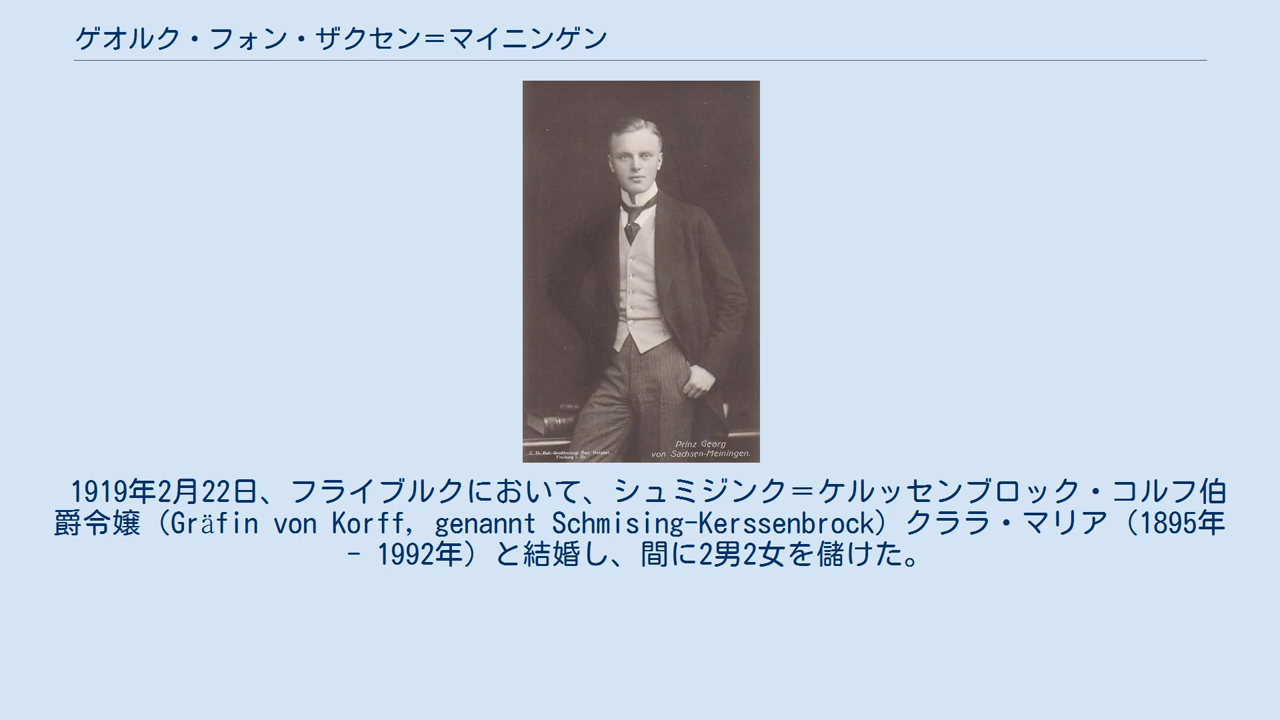 ゲオルク・フォン・ザクセン＝マイニンゲン
Prinz Georg
von Sachsen-Meiningen.
Freiburg i. Br.
1919年2月22日、フライブルクにおいて、シュミジンク＝ケルッセンブロック・コルフ伯
爵令嬢（Gräfin von Korff, genannt Schmising-Kerssenbrock）クララ・マリア（1895年
– 1992年）と結婚し、間に2男2女を儲けた。